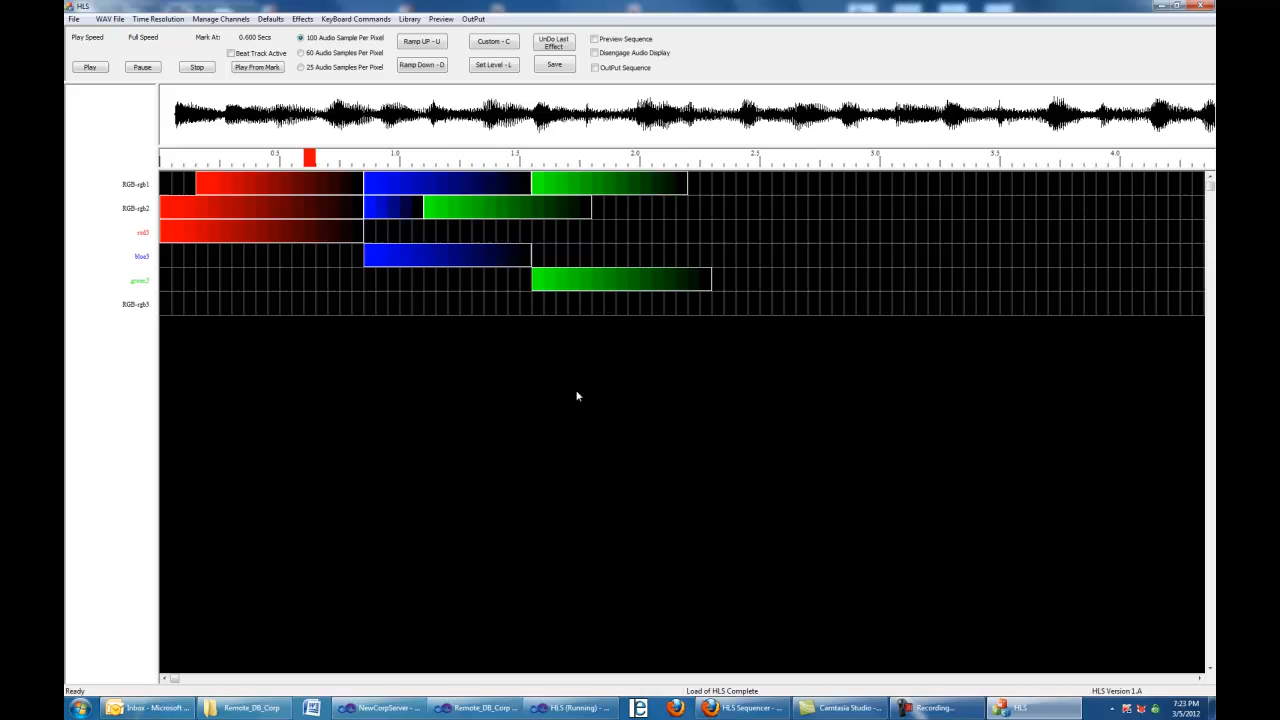 HLS
File WAV File Time Resolution Manage Channels Defaults Effects KeyBoard Commands Library Preview OutPut
Play Speed Full Speed Mark At: 0.600 Secs
Beat Track Active
Play Pause Stop Play From Mark
100 Audio Samples Per Pixel
60 Audio Samples Per Pixel
25 Audio Samples Per Pixel
Ramp UP - U Custom - C UnDo Last Effect
Ramp Down - D Set Level - L Save
Preview Sequence
Disengage Audio Display
OutPut Sequence
0.5 1.0 1.5 2.0 2.5 3.0 3.5 4.0
RGB-rgb1
RGB-rgb2
red3
blue3
green3
RGB-rgb3
Ready Load of HLS Complete HLS Version 1.A
Inbox - Microsoft ... Remote_DB_Corp NewCorpServer - ... Remote_DB_Corp ... HLS (Running) - ... HLS Sequencer - ... Camtasia Studio - ... Recording... HLS
7:23 PM
3/5/2012